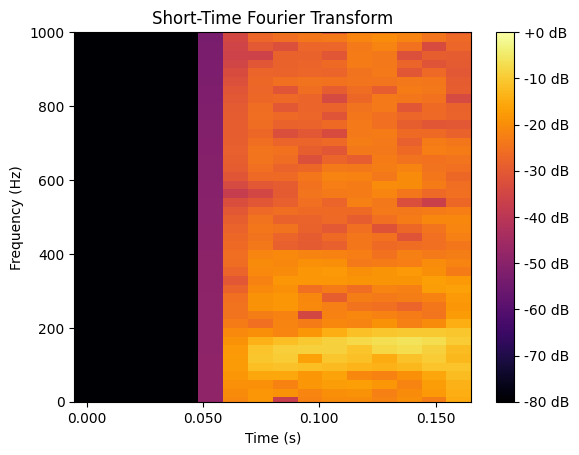 Short-Time Fourier Transform
Frequency (Hz)
1000
800
600
400
200
0
0.000
0.050
0.100
0.150
Time (s)
+0 dB
-10 dB
-20 dB
-30 dB
-40 dB
-50 dB
-60 dB
-70 dB
-80 dB